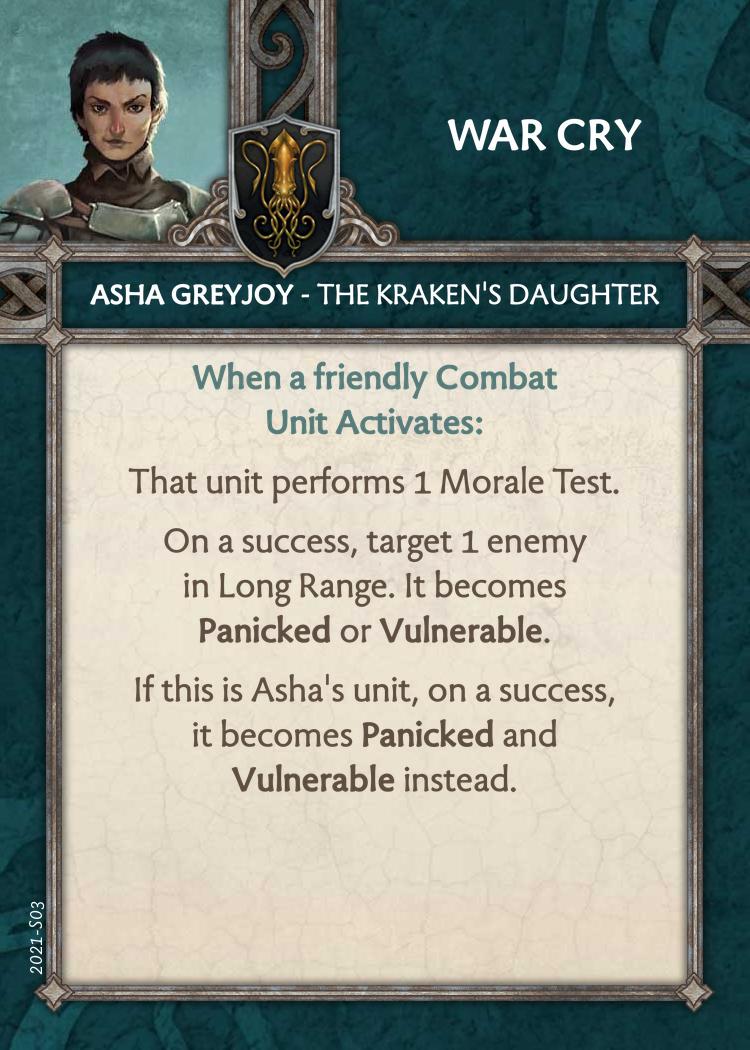 WAR CRY
ASHA GREYJOY - THE KRAKEN'S DAUGHTER
When a friendly Combat
Unit Activates:
That unit performs 1 Morale Test.
On a success, target 1 enemy
in Long Range. It becomes
Panicked or Vulnerable.
If this is Asha's unit, on a success,
it becomes Panicked and
Vulnerable instead.
2021-S03